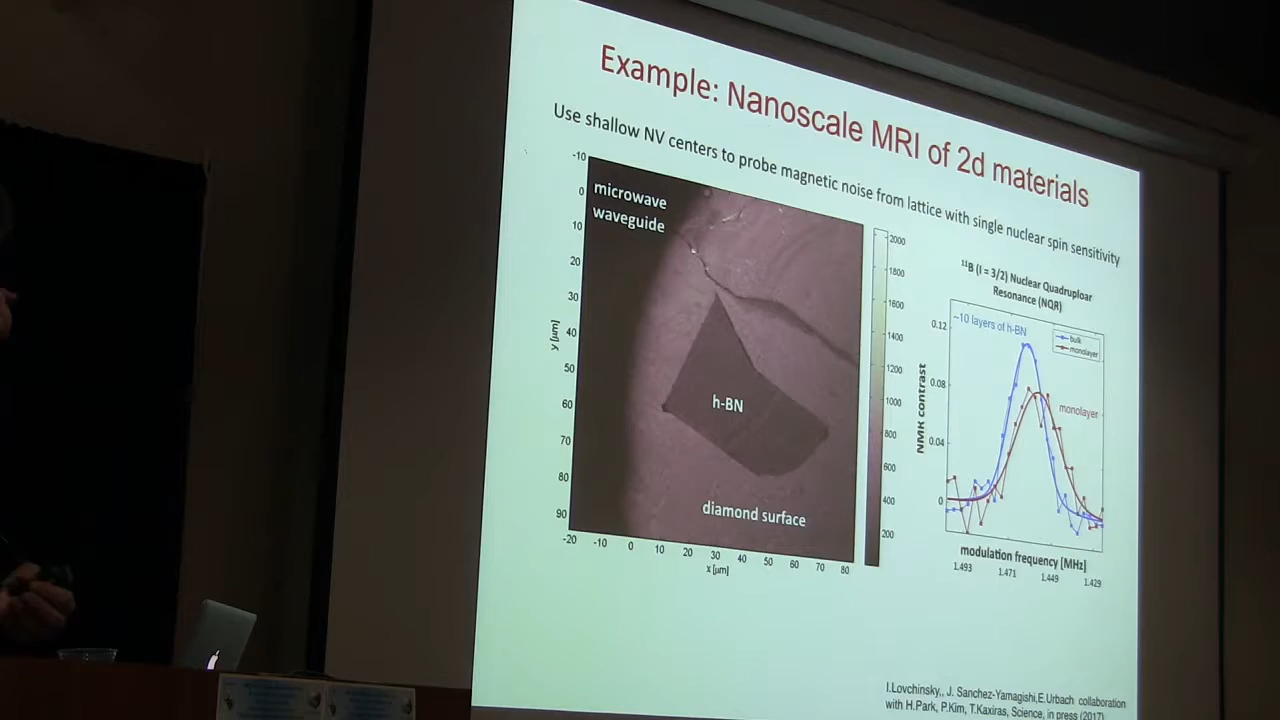 Example: Nanoscale MRI of 2d materials
Use shallow NV centers to probe magnetic noise from lattice with single nuclear spin sensitivity
microwave
waveguide
h-BN
diamond surface
-10
0
10
20
30
40
50
60
70
80
90
y [µm]
-20 -10 0 10 20 30 40 50 60 70 80
x [µm]
2000
1800
1600
1400
1200
1000
800
600
400
200
¹¹B (I = 3/2) Nuclear Quadruploar
Resonance (NQR)
~10 layers of h-BN
bulk
monolayer
monolayer
0.12
0.08
0.04
0
NMR contrast
modulation frequency [MHz]
1.493 1.471 1.449 1.429
I.Lovchinsky,, J. Sanchez-Yamagishi,E.Urbach collaboration
with H.Park, P.Kim, T.Kaxiras, Science, in press (2017)